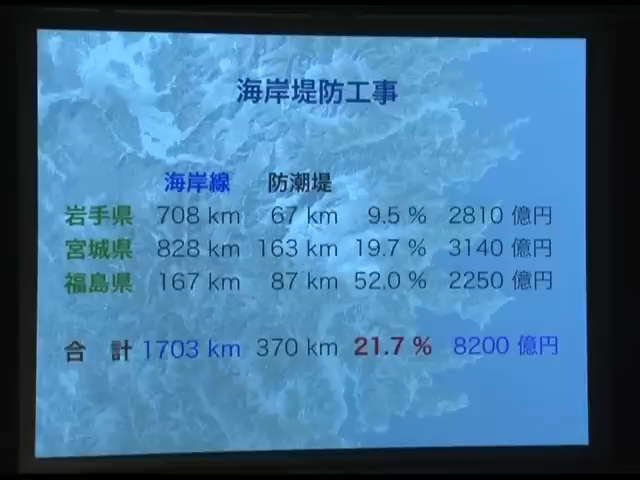 海岸堤防工事
海岸線 防潮堤
岩手県 708 km 67 km 9.5 % 2810 億円
宮城県 828 km 163 km 19.7 % 3140 億円
福島県 167 km 87 km 52.0 % 2250 億円
合 計 1703 km 370 km 21.7 % 8200 億円